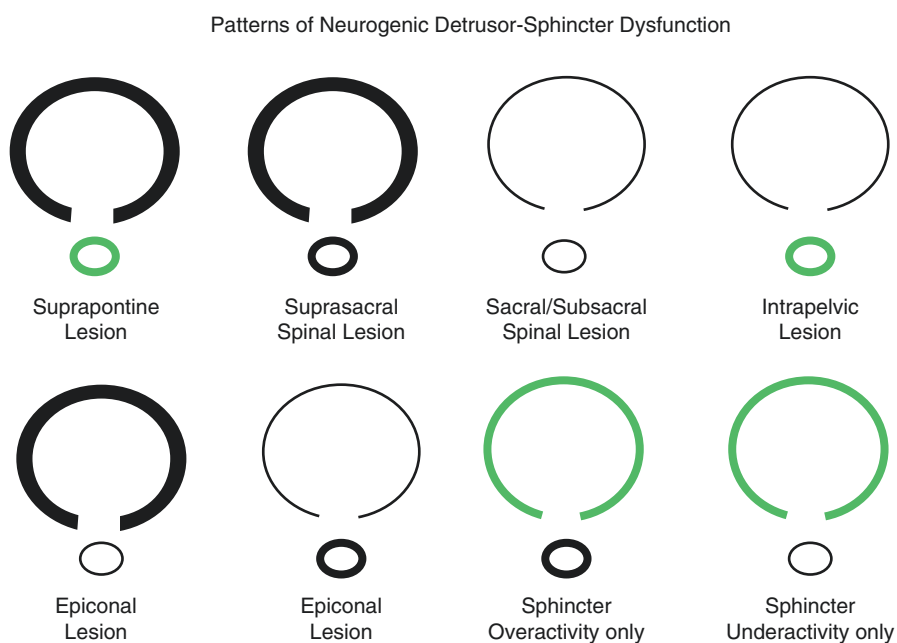 Patterns of Neurogenic Detrusor-Sphincter Dysfunction
Suprapontine
Lesion
Suprasacral
Spinal Lesion
Sacral/Subsacral
Spinal Lesion
Intrapelvic
Lesion
Epiconal
Lesion
Epiconal
Lesion
Sphincter
Overactivity only
Sphincter
Underactivity only